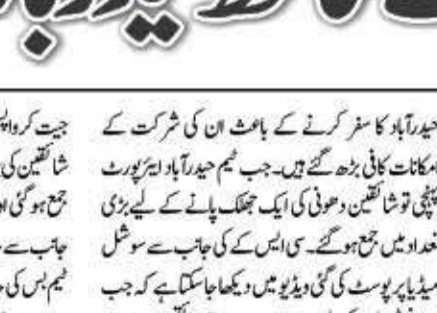 حیدرآباد کا سفر کرنے کے باعث ان کی شرکت کے
امکانات کافی بڑھ گئے ہیں۔ جب ٹیم حیدرآباد ایئرپورٹ
پہنچی تو شائقین دھونی کی ایک جھلک پانے کے لیے بڑی
تعداد میں جمع ہوگئے۔ سی ایس کے کی جانب سے سوشل
میڈیا پر پوسٹ کی گئی ویڈیو میں دیکھا جاسکتا ہے کہ جب
جیت کر واپس
شائقین کی
جمع ہوگئی اور
جانب سے
ٹیم بس کی